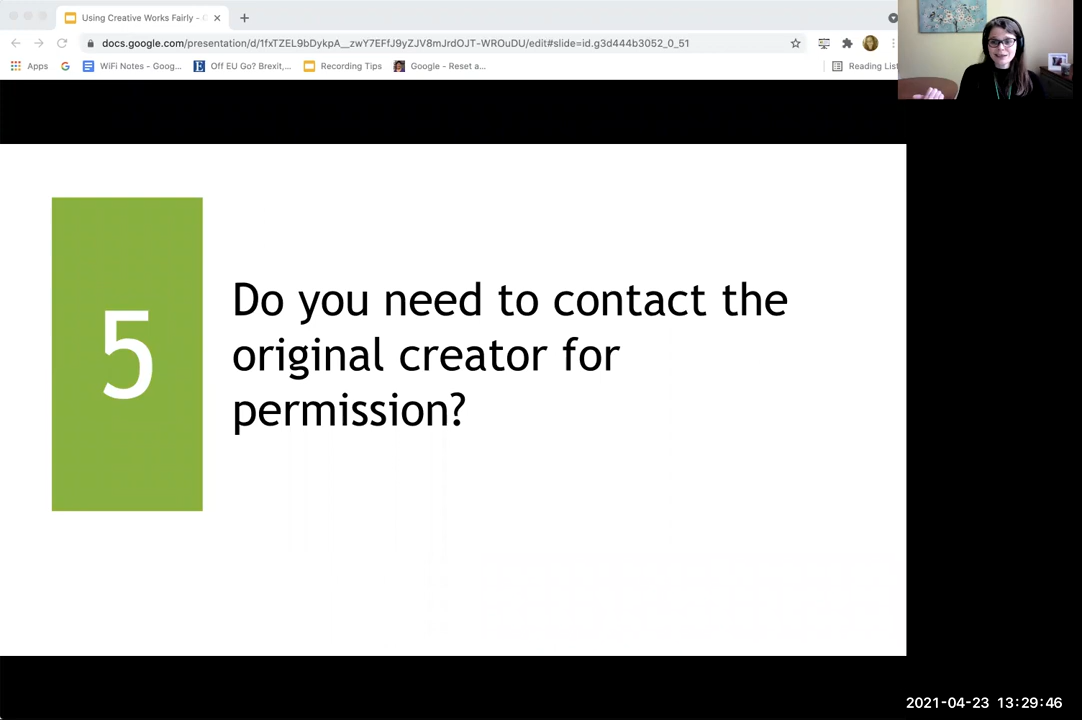 Using Creative Works Fairly - G
docs.google.com/presentation/d/1fxTZEL9bDykpA__zwY7EFfJ9yZJV8mJrdOJT-WROuDU/edit#slide=id.g3d444b3052_0_51
Apps WiFi Notes - Goog... Off EU Go? Brexit,... Recording Tips Google - Reset a... Reading List
5
Do you need to contact the
original creator for
permission?
2021-04-23 13:29:46